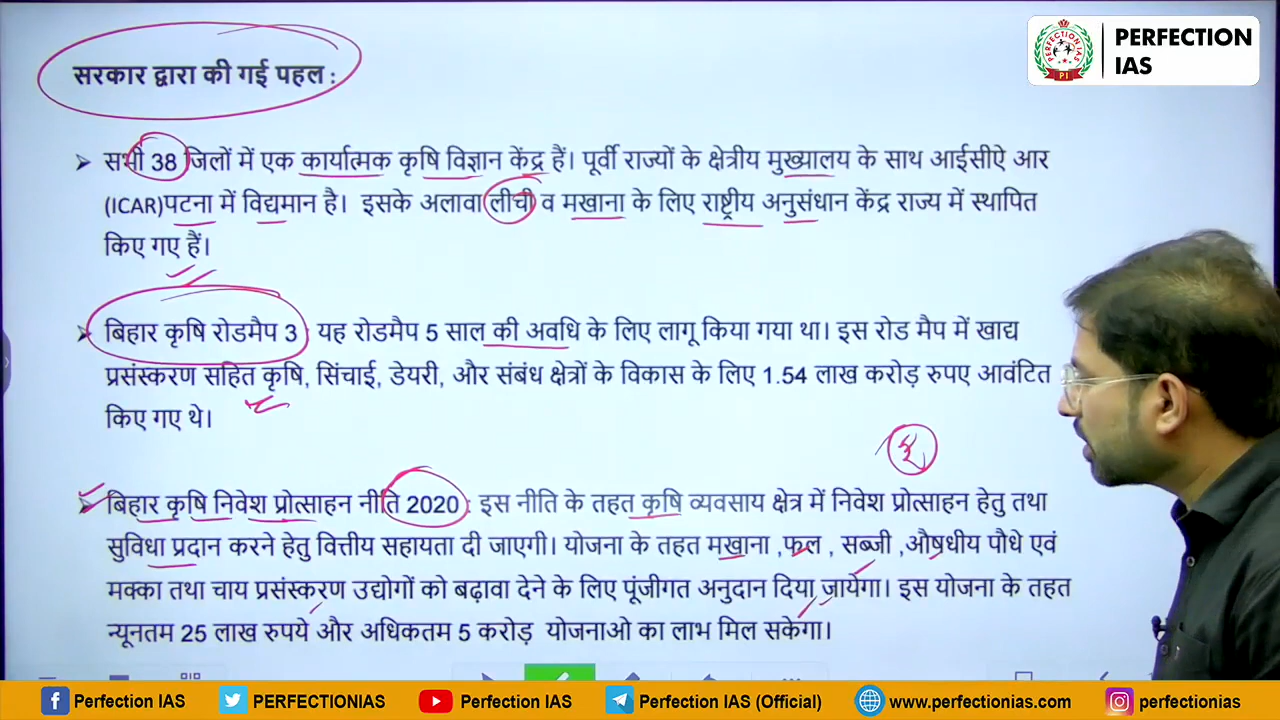 PERFECTION
IAS
PERFECTION IAS
PI
सरकार द्वारा की गई पहल :
➢ सभी 38 जिलों में एक कार्यात्मक कृषि विज्ञान केंद्र हैं। पूर्वी राज्यों के क्षेत्रीय मुख्यालय के साथ आईसीऐ आर
(ICAR)पटना में विद्यमान है। इसके अलावा लीची व मखाना के लिए राष्ट्रीय अनुसंधान केंद्र राज्य में स्थापित
किए गए हैं।
➢ बिहार कृषि रोडमैप 3 : यह रोडमैप 5 साल की अवधि के लिए लागू किया गया था। इस रोड मैप में खाद्य
प्रसंस्करण सहित कृषि, सिंचाई, डेयरी, और संबंध क्षेत्रों के विकास के लिए 1.54 लाख करोड़ रुपए आवंटित
किए गए थे।
₹
➢ बिहार कृषि निवेश प्रोत्साहन नीति 2020 : इस नीति के तहत कृषि व्यवसाय क्षेत्र में निवेश प्रोत्साहन हेतु तथा
सुविधा प्रदान करने हेतु वित्तीय सहायता दी जाएगी। योजना के तहत मखाना ,फल , सब्जी ,औषधीय पौधे एवं
मक्का तथा चाय प्रसंस्करण उद्योगों को बढ़ावा देने के लिए पूंजीगत अनुदान दिया जायेगा। इस योजना के तहत
न्यूनतम 25 लाख रुपये और अधिकतम 5 करोड़ योजनाओ का लाभ मिल सकेगा।
Perfection IAS PERFECTIONIAS Perfection IAS Perfection IAS (Official) www.perfectionias.com perfectionias